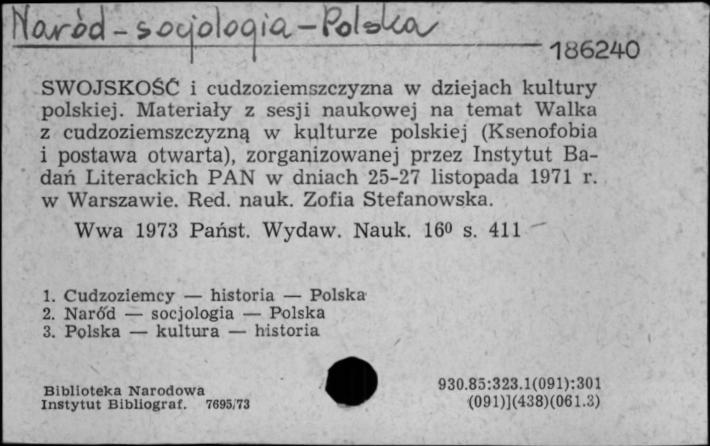 Naród – socjologia – Polska
186240
SWOJSKOŚĆ i cudzoziemszczyzna w dziejach kultury
polskiej. Materiały z sesji naukowej na temat Walka
z cudzoziemszczyzną w kulturze polskiej (Ksenofobia
i postawa otwarta), zorganizowanej przez Instytut Ba-
dań Literackich PAN w dniach 25-27 listopada 1971 r.
w Warszawie. Red. nauk. Zofia Stefanowska.
Wwa 1973 Państ. Wydaw. Nauk. 16⁰ s. 411
1. Cudzoziemcy — historia — Polska
2. Naród — socjologia — Polska
3. Polska — kultura — historia
Biblioteka Narodowa
Instytut Bibliograf. 7695/73
930.85:323.1(091):301
(091)](438)(061.3)